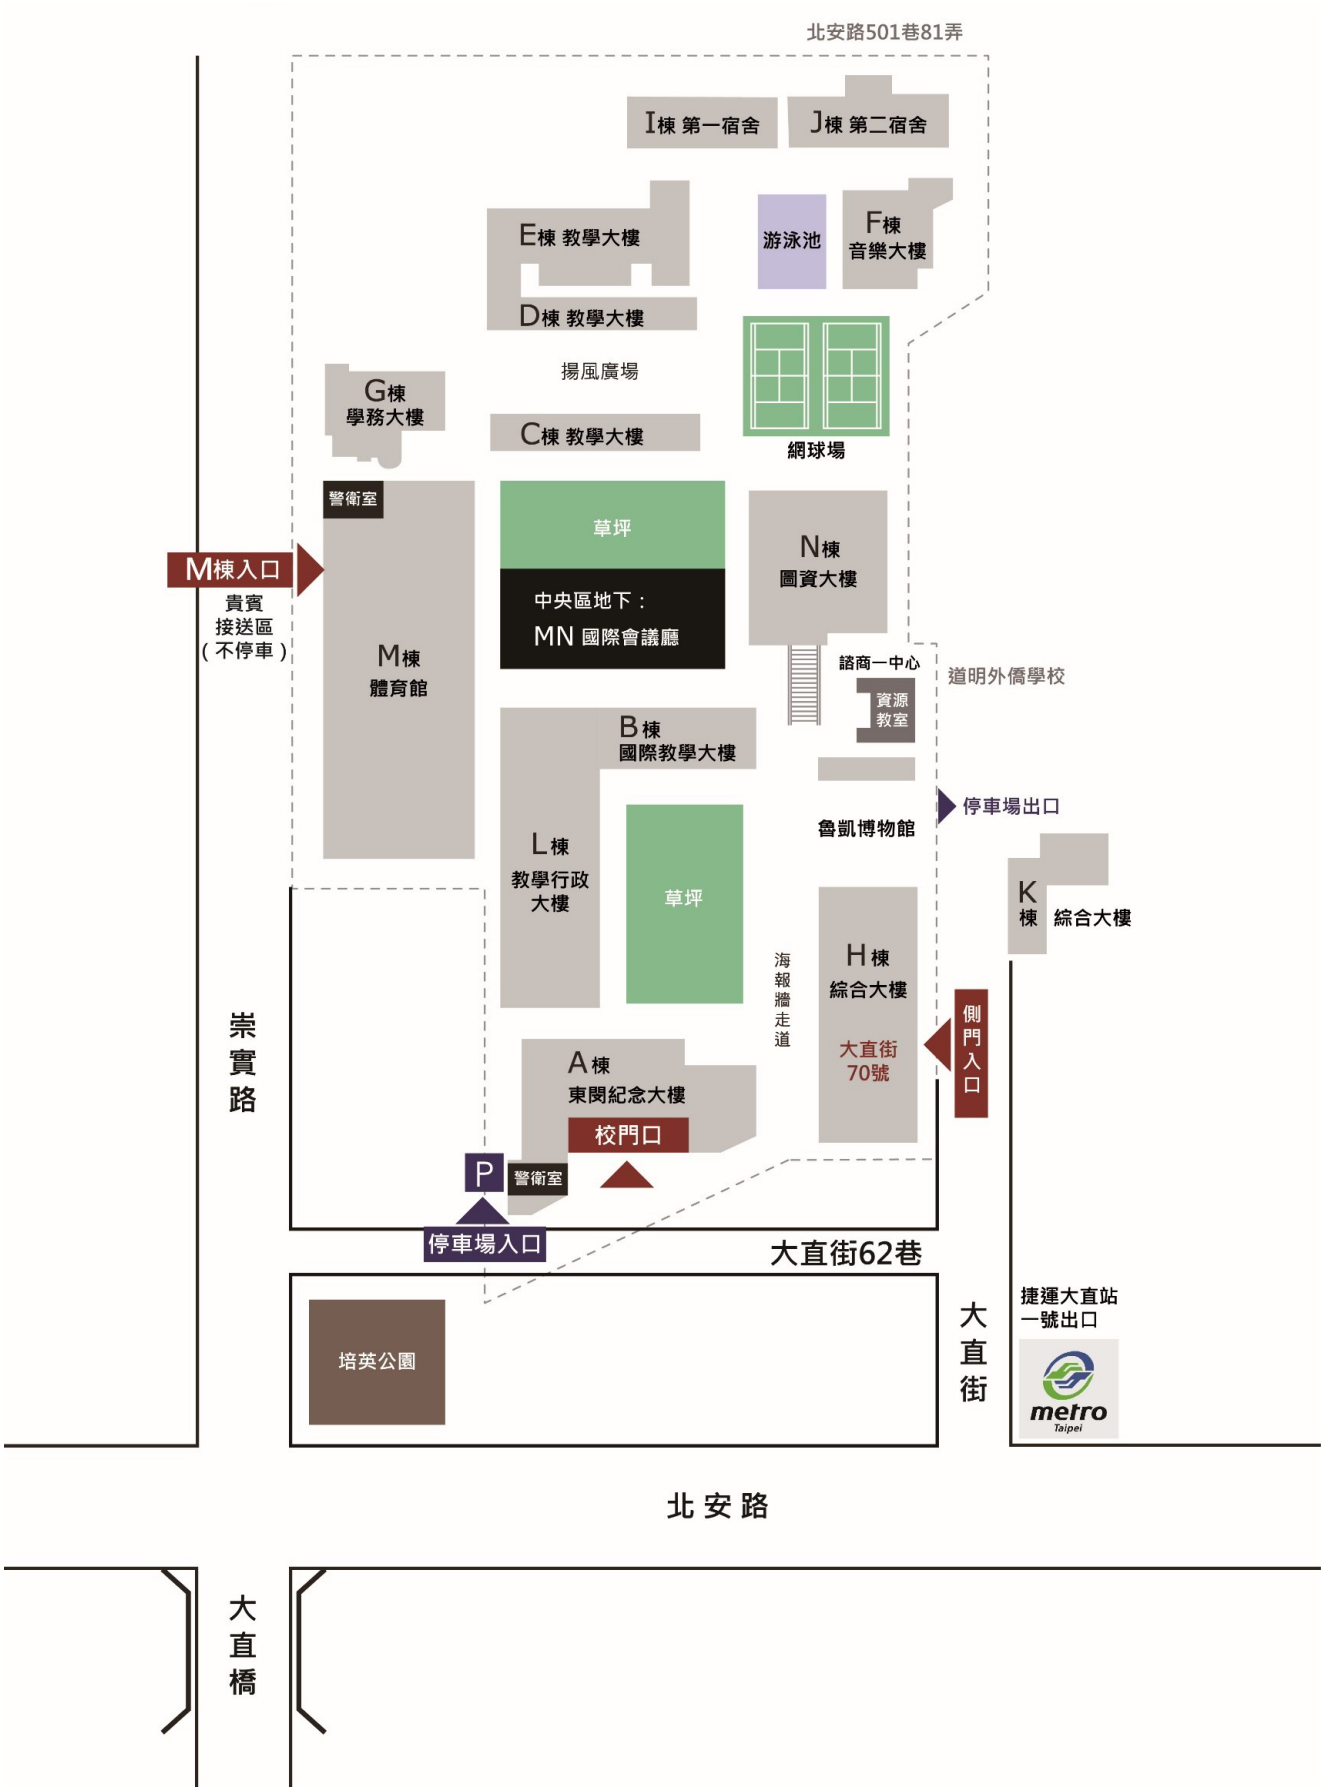 北安路501巷81弄
I棟 第一宿舍
J棟 第二宿舍
E棟 教學大樓
游泳池
F棟
音樂大樓
D棟 教學大樓
揚風廣場
G棟
學務大樓
C棟 教學大樓
網球場
警衛室
草坪
M棟入口
貴賓
接送區
(不停車)
N棟
圖資大樓
中央區地下：
MN 國際會議廳
M棟
體育館
諮商一中心
資源
教室
道明外僑學校
B棟
國際教學大樓
停車場出口
魯凱博物館
L棟
教學行政
大樓
草坪
K
棟 綜合大樓
H棟
綜合大樓
海報牆走道
大直街
70號
側門入口
崇實路
A棟
東閔紀念大樓
校門口
P
警衛室
停車場入口
大直街62巷
捷運大直站
一號出口
大直街
培英公園
metro
Taipei
北安路
大直橋